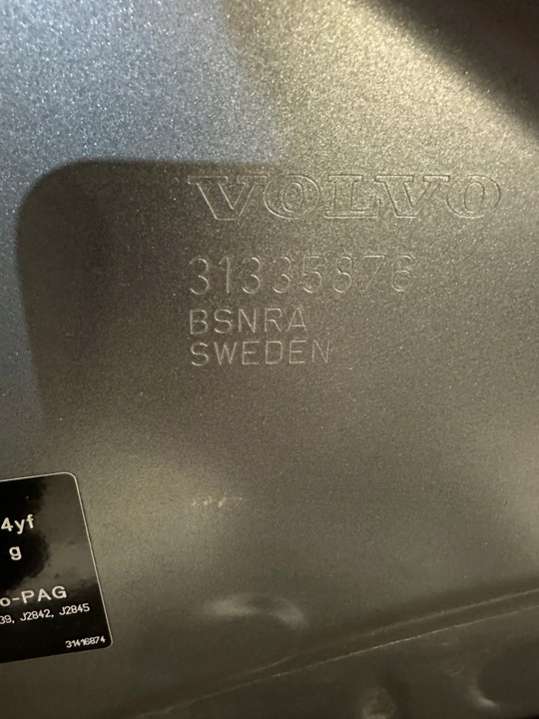 VOLVO
31335876
BSNRA
SWEDEN
4yf
g
o-PAG
39, J2842, J2845
31416874